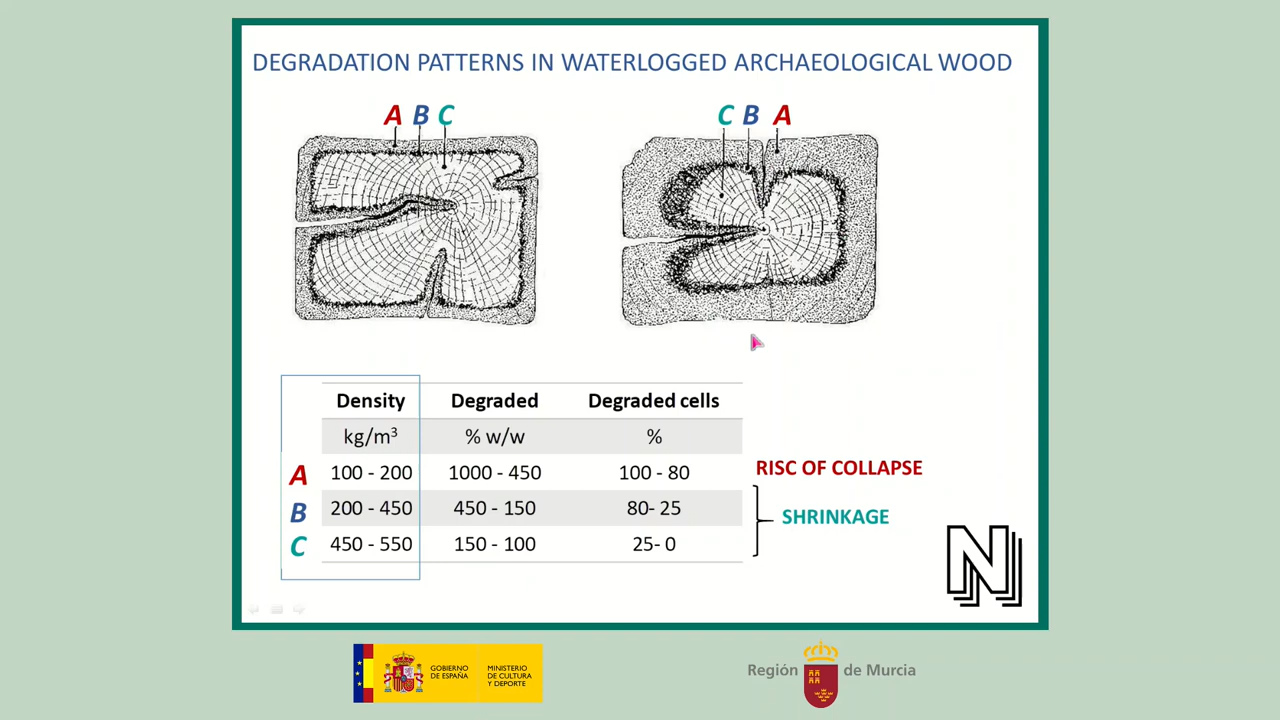 DEGRADATION PATTERNS IN WATERLOGGED ARCHAEOLOGICAL WOOD
A B C
C B A
Density Degraded Degraded cells
kg/m³ % w/w %
A 100 - 200 1000 - 450 100 - 80 RISC OF COLLAPSE
B 200 - 450 450 - 150 80- 25 SHRINKAGE
C 450 - 550 150 - 100 25- 0
N
GOBIERNO DE ESPAÑA
MINISTERIO DE CULTURA Y DEPORTE
Región de Murcia